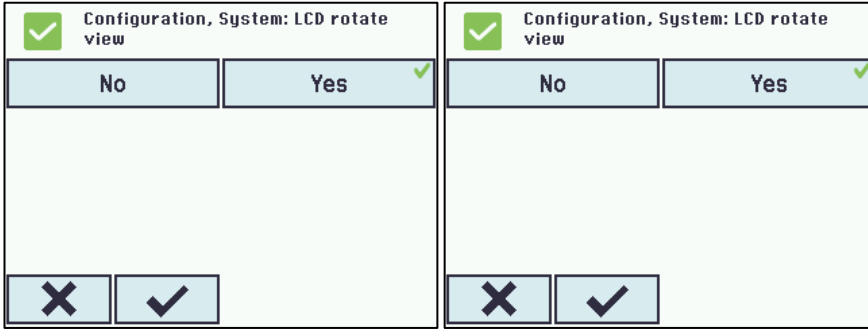 Configuration, System: LCD rotate
view
No Yes
Configuration, System: LCD rotate
view
No Yes